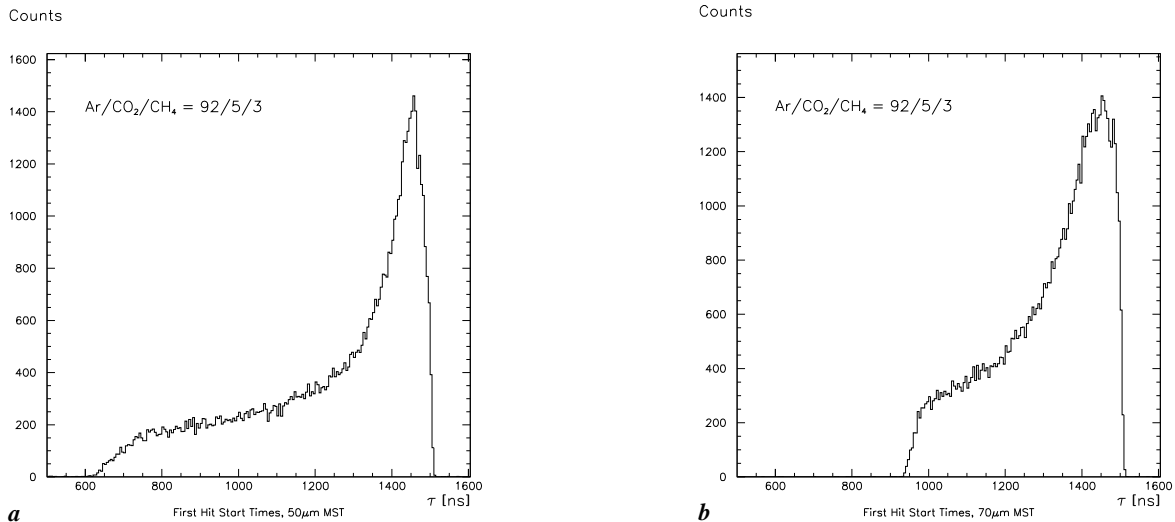 Counts
1600
1400
1200
1000
800
600
400
200
0
Ar/CO₂/CH₄ = 92/5/3
600 800 1000 1200 1400 1600
τ [ns]
First Hit Start Times, 50μm MST
a
Counts
1400
1200
1000
800
600
400
200
0
Ar/CO₂/CH₄ = 92/5/3
600 800 1000 1200 1400 1600
τ [ns]
First Hit Start Times, 70μm MST
b